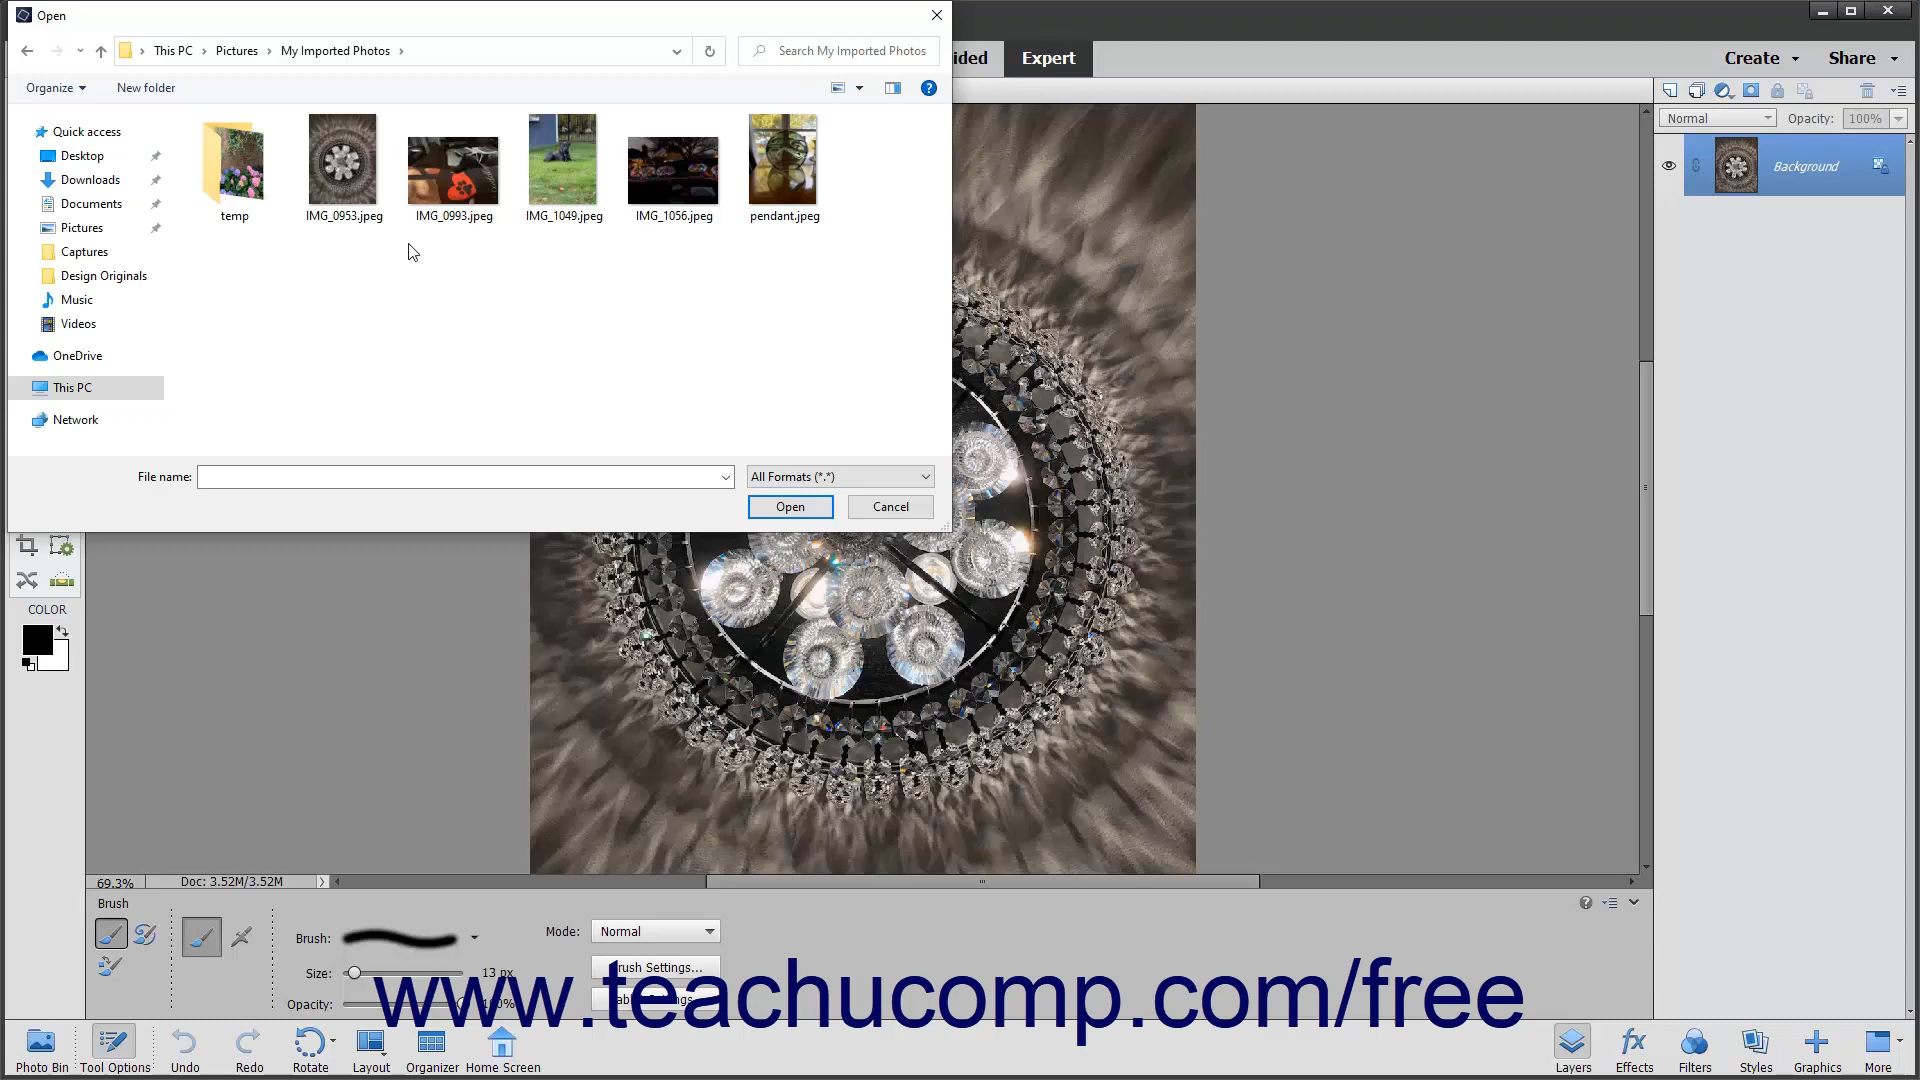 Open
This PC
Pictures
My Imported Photos
Search My Imported Photos
Expert
Create
Share
Organize
New folder
Normal
Opacity:
100%
Background
Quick access
Desktop
Downloads
Documents
Pictures
Captures
Design Originals
Music
Videos
OneDrive
This PC
Network
temp
IMG_0953.jpeg
IMG_0993.jpeg
IMG_1049.jpeg
IMG_1056.jpeg
pendant.jpeg
File name:
All Formats (*.*)
Open
Cancel
COLOR
69.3%
Doc: 3.52M/3.52M
Brush
Brush:
Mode:
Normal
Size:
13 px
Brush Settings...
Opacity:
100%
www.teachucomp.com/free
Photo Bin
Tool Options
Undo
Redo
Rotate
Layout
Organizer
Home Screen
Layers
Effects
Filters
Styles
Graphics
More